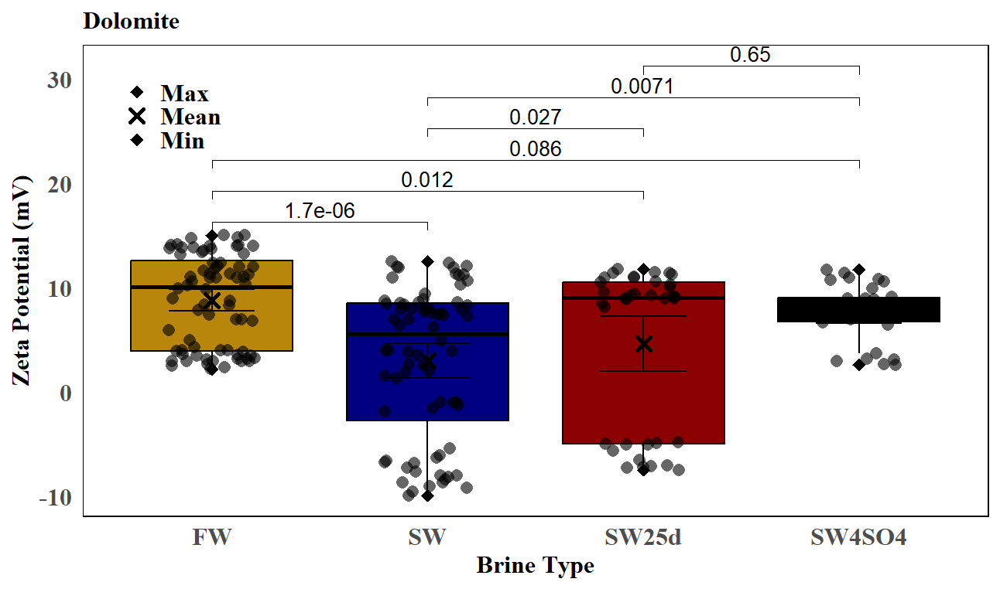 Dolomite
0.65
30
0.0071
Max
Mean
0.027
Min
0.086
20
0.012
1.7e-06
10
0
-10
Zeta Potential (mV)
FW SW SW25d SW4SO4
Brine Type